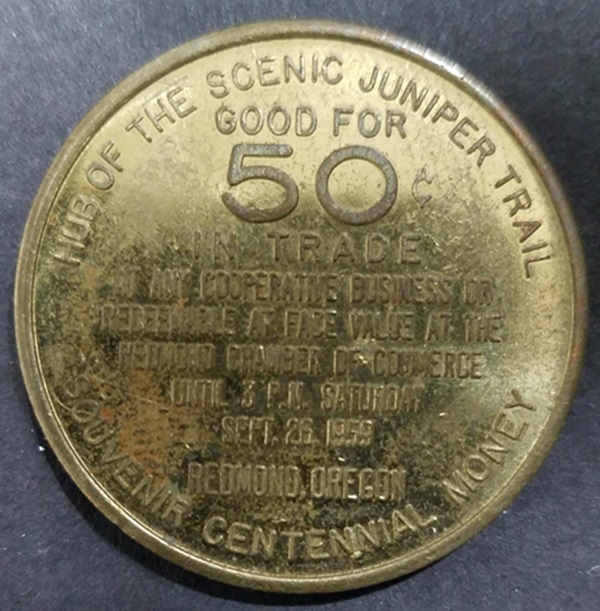 HUB OF THE SCENIC JUNIPER TRAIL
GOOD FOR
50¢
IN TRADE
AT ANY COOPERATIVE BUSINESS OR
REDEEMABLE AT FACE VALUE AT THE
REDMOND CHAMBER OF COMMERCE
UNTIL 3 P.M. SATURDAY
SEPT. 26, 1959
REDMOND, OREGON
SOUVENIR CENTENNIAL MONEY